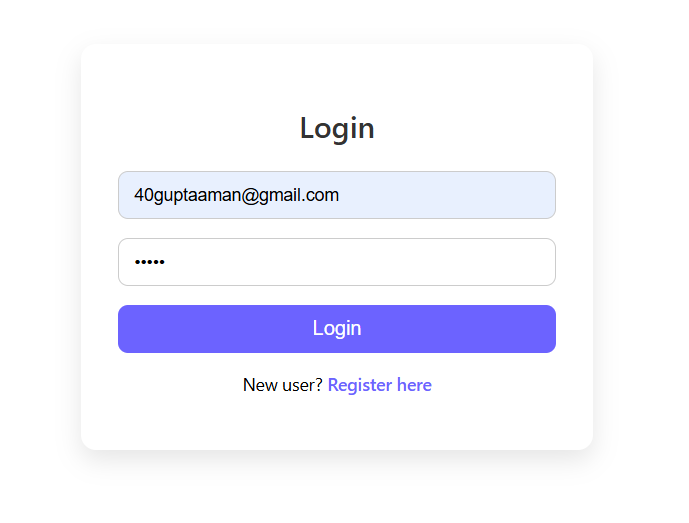 Login
40guptaaman@gmail.com
•••••
Login
New user? Register here